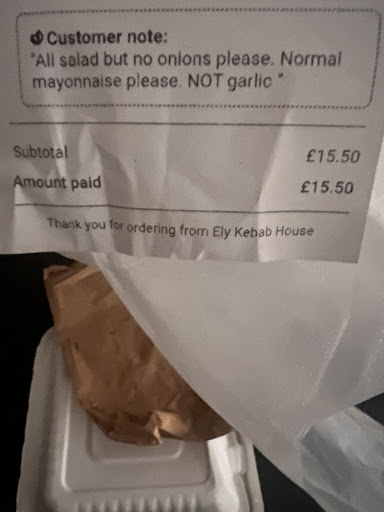 Customer note:
"All salad but no onions please. Normal
mayonnaise please. NOT garlic "
Subtotal £15.50
Amount paid £15.50
Thank you for ordering from Ely Kebab House